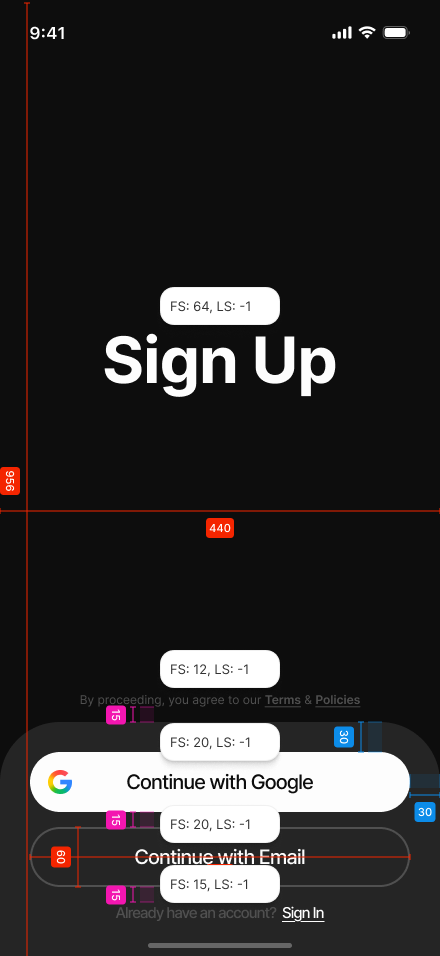 9:41
FS: 64, LS: -1
Sign Up
956
440
FS: 12, LS: -1
By proceeding, you agree to our Terms & Policies
15
FS: 20, LS: -1
30
Continue with Google
30
15
FS: 20, LS: -1
60
Continue with Email
FS: 15, LS: -1
15
Already have an account? Sign In